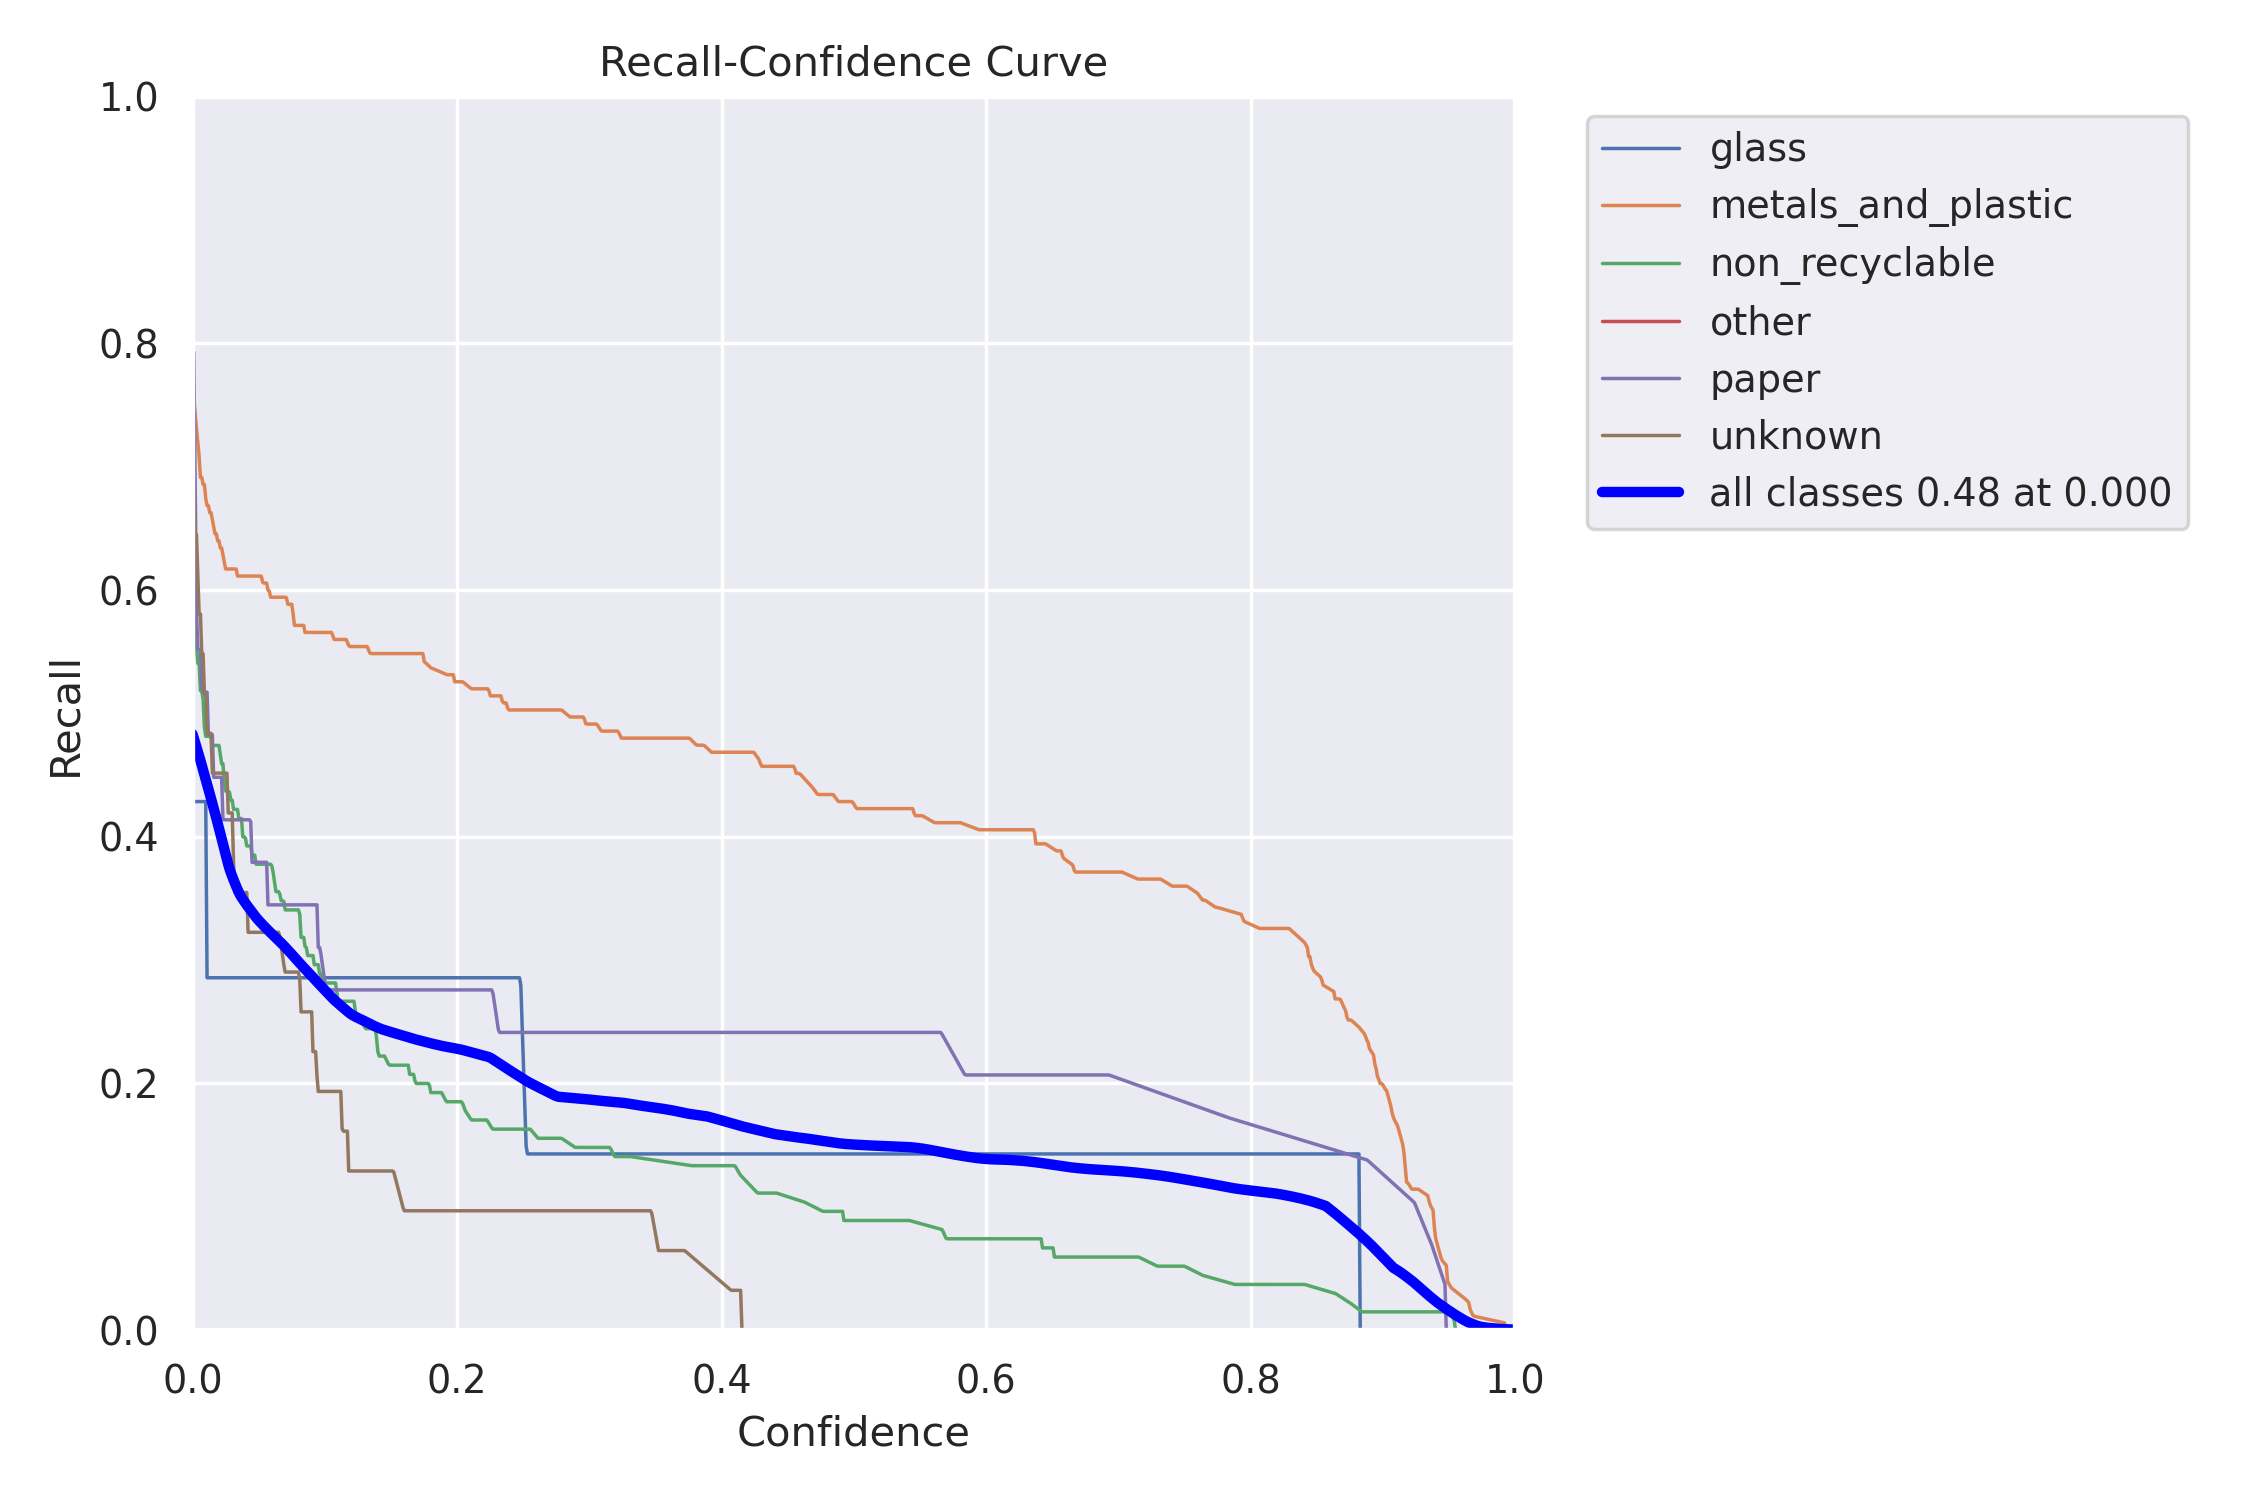 Recall-Confidence Curve
1.0
0.8
0.6
0.4
0.2
0.0
Recall
0.0 0.2 0.4 0.6 0.8 1.0
Confidence
glass
metals_and_plastic
non_recyclable
other
paper
unknown
all classes 0.48 at 0.000